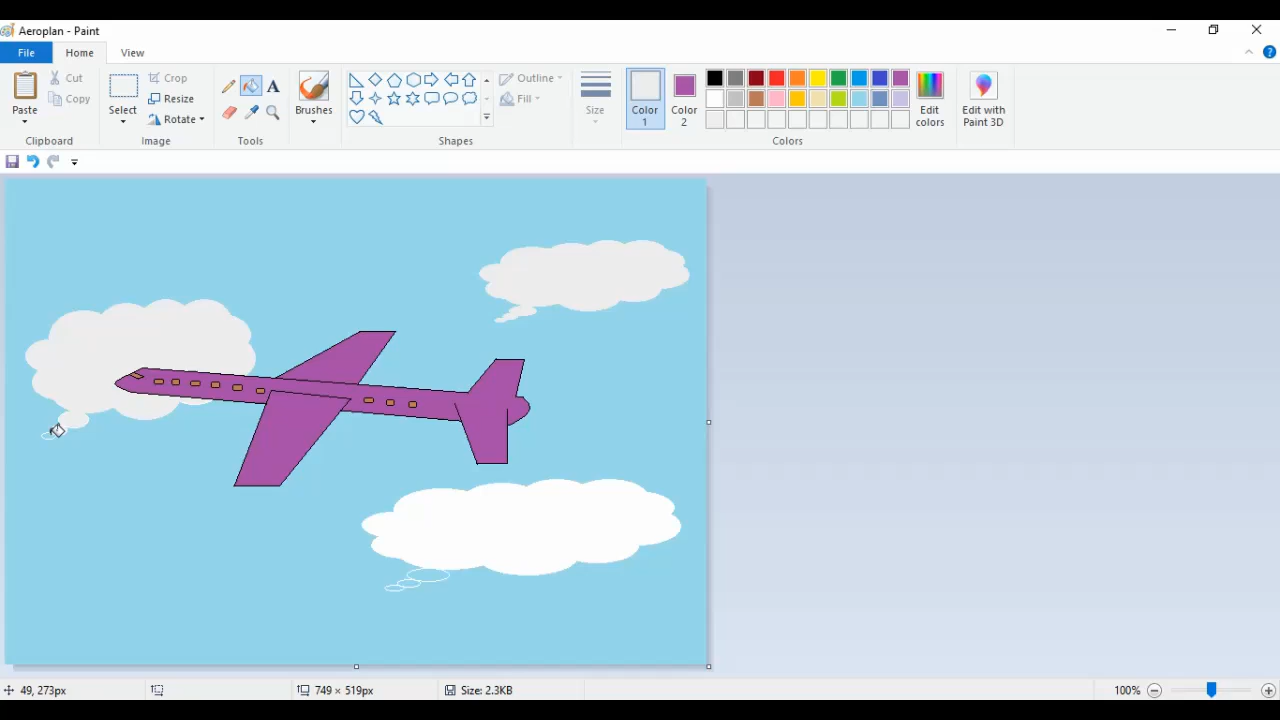 Aeroplan - Paint
File Home View
Paste
Cut
Copy
Clipboard
Select
Crop
Resize
Rotate
Image
A
Tools
Brushes
Outline
Fill
Shapes
Size
Color 1
Color 2
Edit colors
Colors
Edit with Paint 3D
49, 273px
749 × 519px
Size: 2.3KB
100%